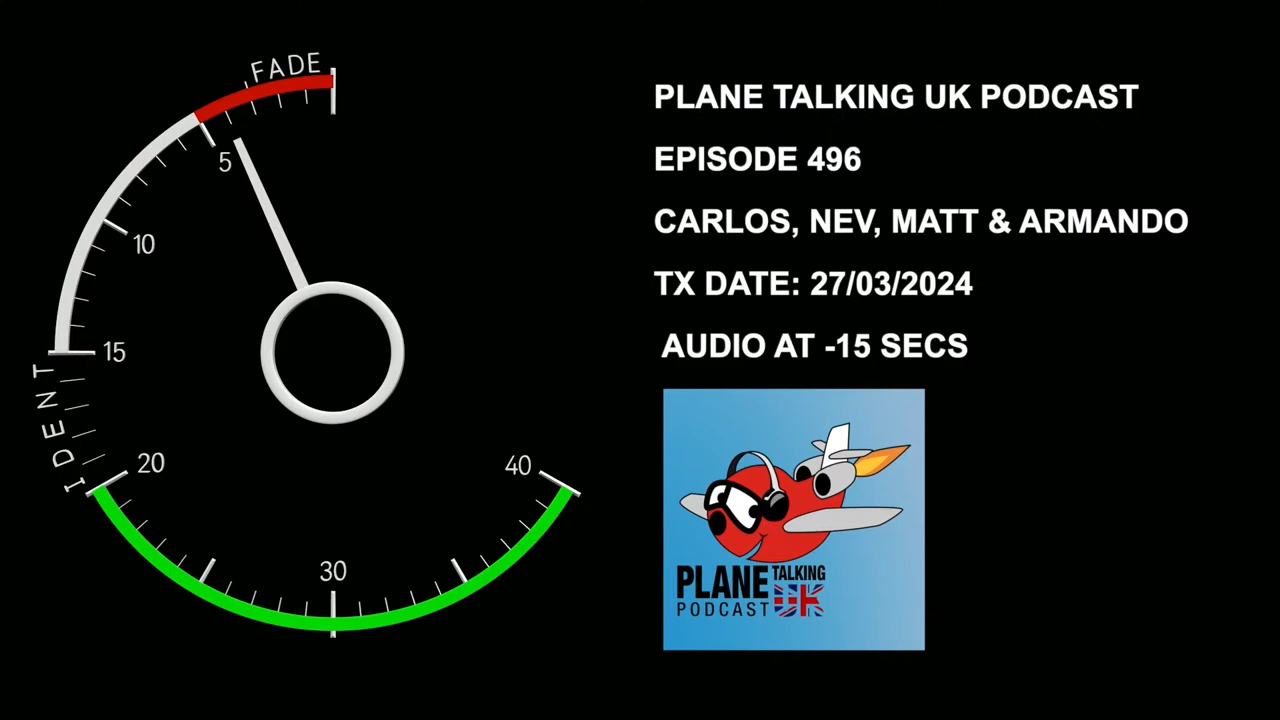 FADE
5
10
15
IDENT
20
30
40
PLANE TALKING UK PODCAST
EPISODE 496
CARLOS, NEV, MATT & ARMANDO
TX DATE: 27/03/2024
AUDIO AT -15 SECS
PLANE TALKING
PODCAST UK